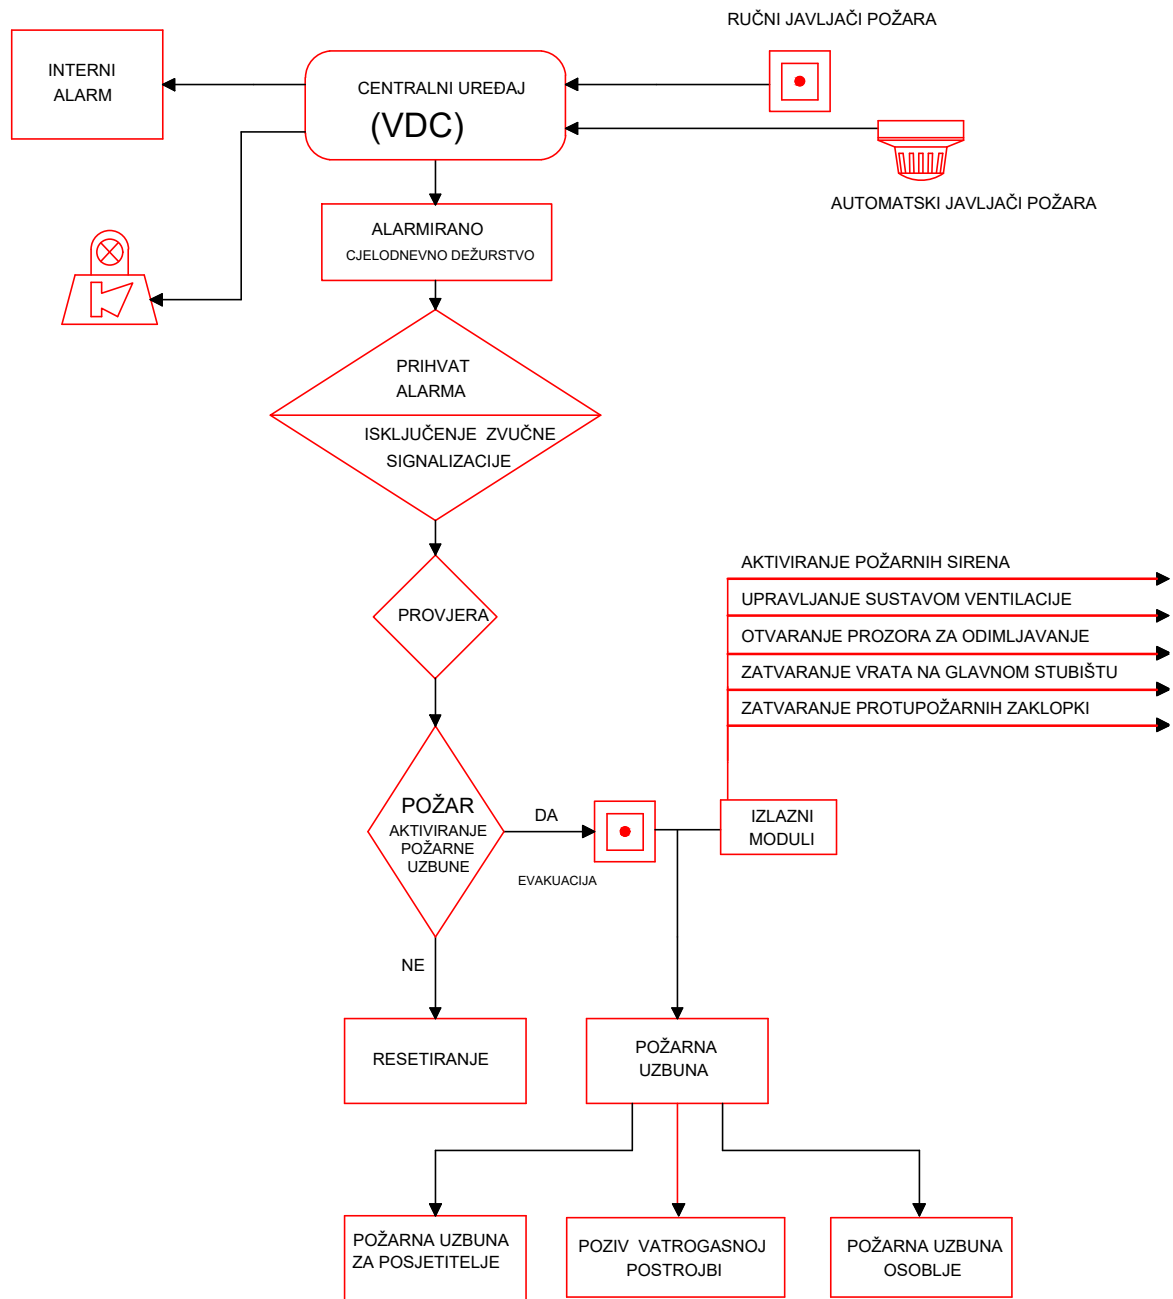 RUČNI JAVLJAČI POŽARA
INTERNI
ALARM
CENTRALNI UREĐAJ
(VDC)
AUTOMATSKI JAVLJAČI POŽARA
ALARMIRANO
CJELODNEVNO DEŽURSTVO
PRIHVAT
ALARMA
ISKLJUČENJE ZVUČNE
SIGNALIZACIJE
PROVJERA
AKTIVIRANJE POŽARNIH SIRENA
UPRAVLJANJE SUSTAVOM VENTILACIJE
OTVARANJE PROZORA ZA ODIMLJAVANJE
ZATVARANJE VRATA NA GLAVNOM STUBIŠTU
ZATVARANJE PROTUPOŽARNIH ZAKLOPKI
POŽAR
AKTIVIRANJE
POŽARNE
UZBUNE
DA
EVAKUACIJA
IZLAZNI
MODULI
NE
RESETIRANJE
POŽARNA
UZBUNA
POŽARNA UZBUNA
ZA POSJETITELJE
POZIV VATROGASNOJ
POSTROJBI
POŽARNA UZBUNA
OSOBLJE